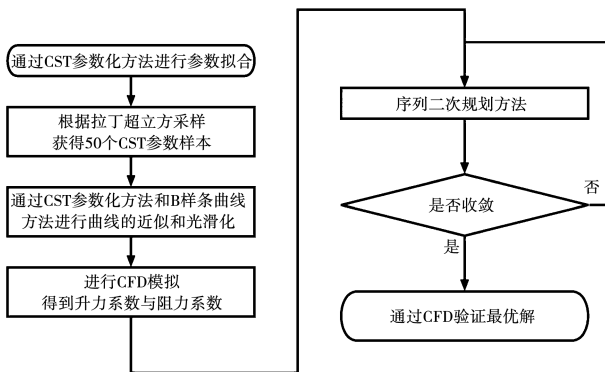 通过CST参数化方法进行参数拟合
根据拉丁超立方采样
获得50个CST参数样本
通过CST参数化方法和B样条曲线
方法进行曲线的近似和光滑化
进行CFD模拟
得到升力系数与阻力系数
序列二次规划方法
是否收敛
否
是
通过CFD验证最优解